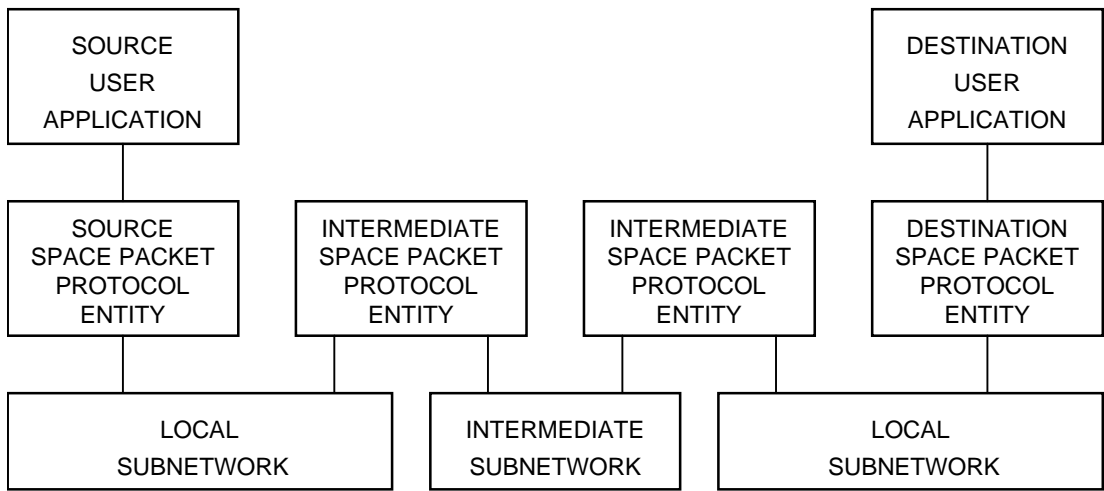 SOURCE
USER
APPLICATION
DESTINATION
USER
APPLICATION
SOURCE
SPACE PACKET
PROTOCOL
ENTITY
INTERMEDIATE
SPACE PACKET
PROTOCOL
ENTITY
INTERMEDIATE
SPACE PACKET
PROTOCOL
ENTITY
DESTINATION
SPACE PACKET
PROTOCOL
ENTITY
LOCAL
SUBNETWORK
INTERMEDIATE
SUBNETWORK
LOCAL
SUBNETWORK